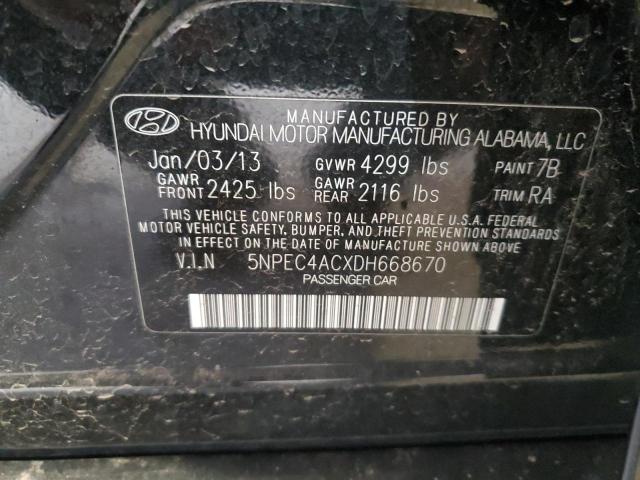 MANUFACTURED BY
HYUNDAI MOTOR MANUFACTURING ALABAMA, LLC
Jan/03/13 GVWR 4299 lbs PAINT 7B
GAWR FRONT 2425 lbs GAWR REAR 2116 lbs TRIM RA
THIS VEHICLE CONFORMS TO ALL APPLICABLE U.S.A. FEDERAL
MOTOR VEHICLE SAFETY, BUMPER, AND THEFT PREVENTION STANDARDS
IN EFFECT ON THE DATE OF MANUFACTURE SHOWN ABOVE
V.I.N 5NPEC4ACXDH668670
PASSENGER CAR